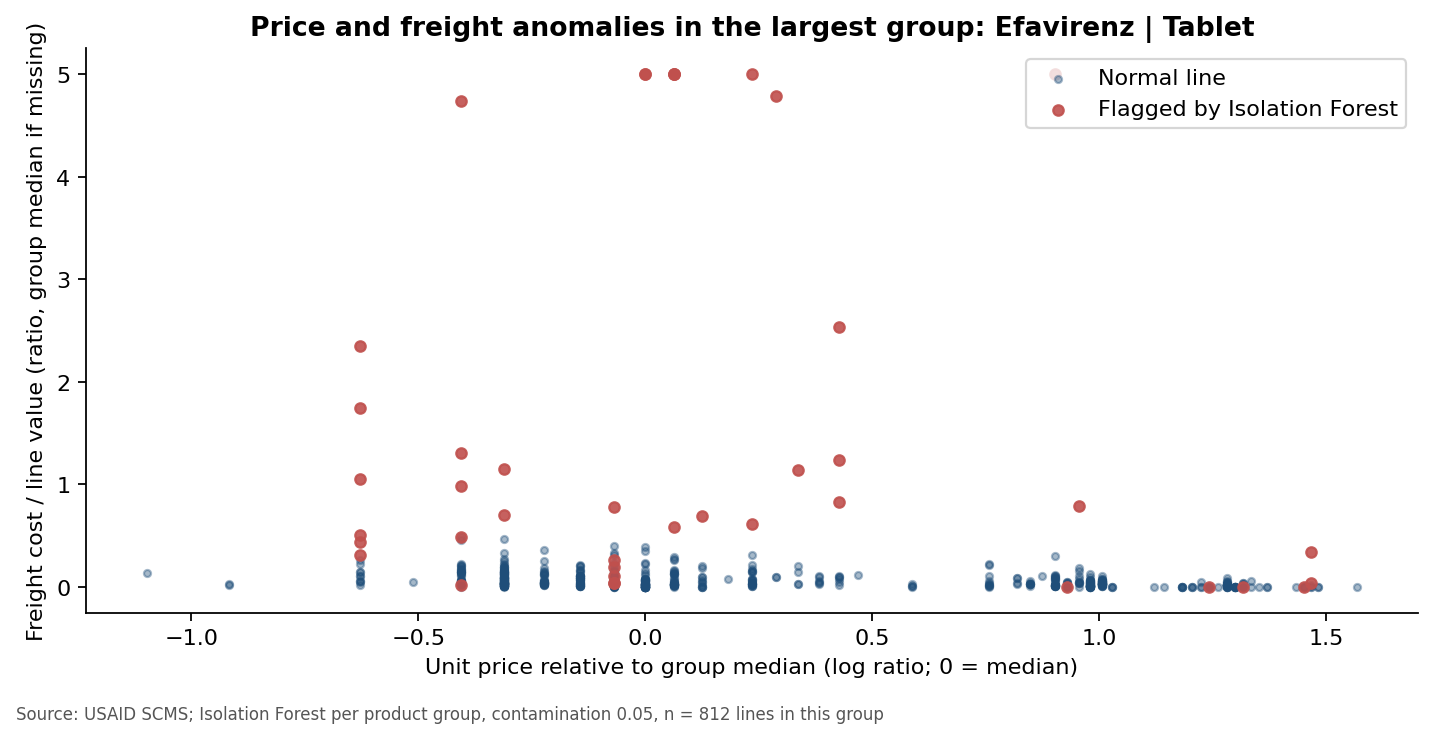 Price and freight anomalies in the largest group: Efavirenz | Tablet
Freight cost / line value (ratio, group median if missing)
5
4
3
2
1
0
Normal line
Flagged by Isolation Forest
−1.0
−0.5
0.0
0.5
1.0
1.5
Unit price relative to group median (log ratio; 0 = median)
Source: USAID SCMS; Isolation Forest per product group, contamination 0.05, n = 812 lines in this group